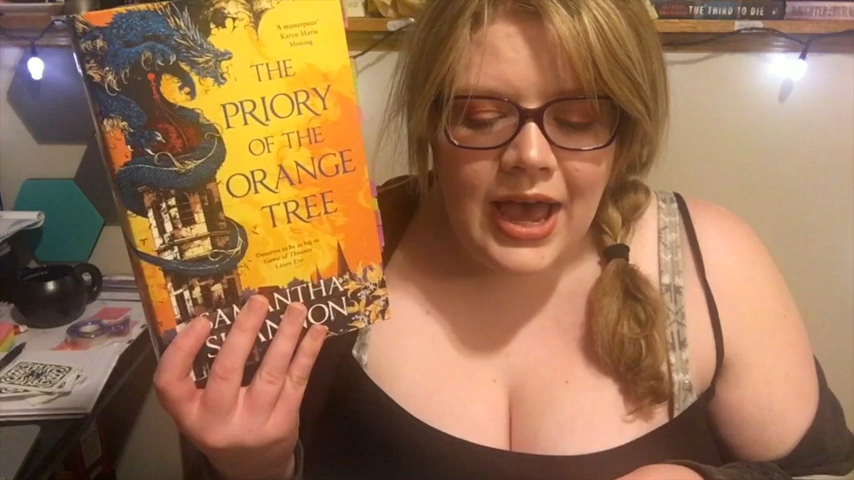 'A masterpiece'
Karen Maria
THE
PRIORY
OF THE
ORANGE
TREE
Deserves to be as big as
Game of Thrones
SAMANTHA
SHANNON
THE THIRD TO DIE